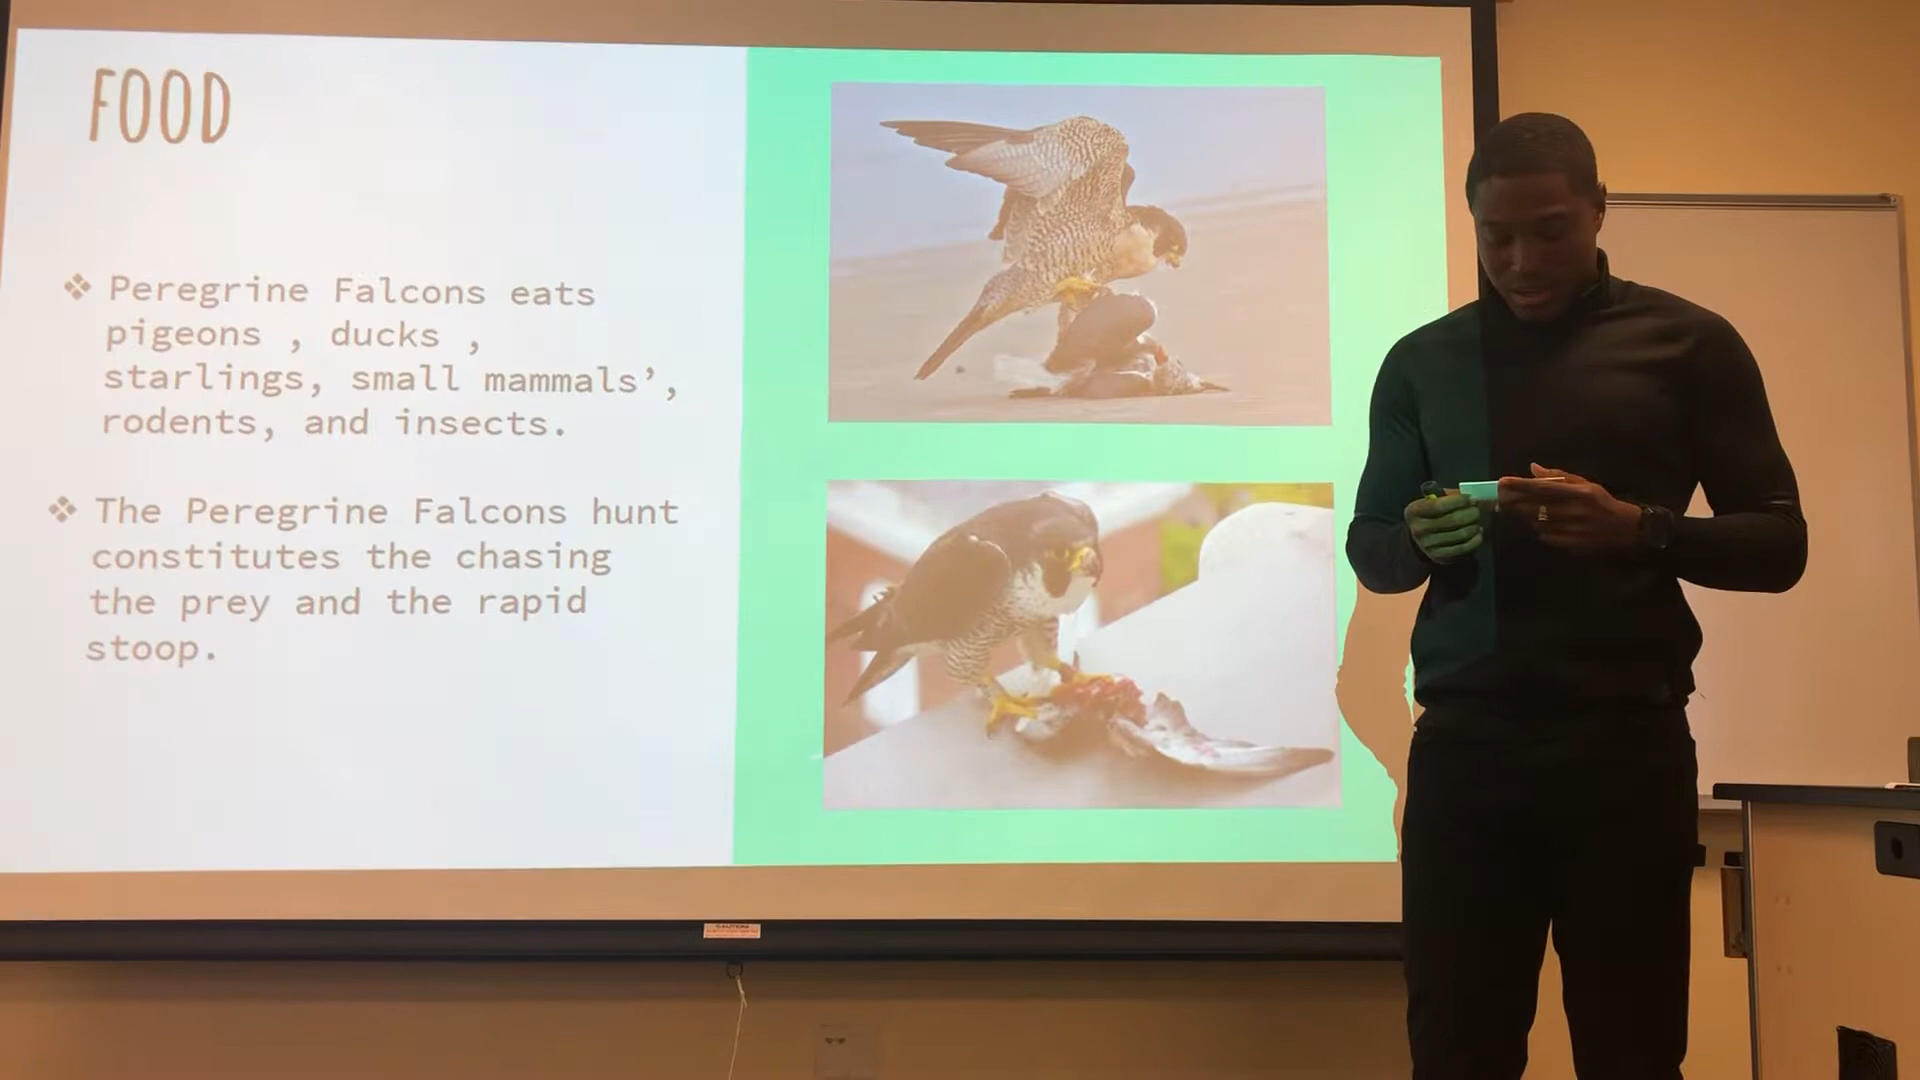 FOOD
❖ Peregrine Falcons eats
pigeons , ducks ,
starlings, small mammals’,
rodents, and insects.
❖ The Peregrine Falcons hunt
constitutes the chasing
the prey and the rapid
stoop.
CAUTION